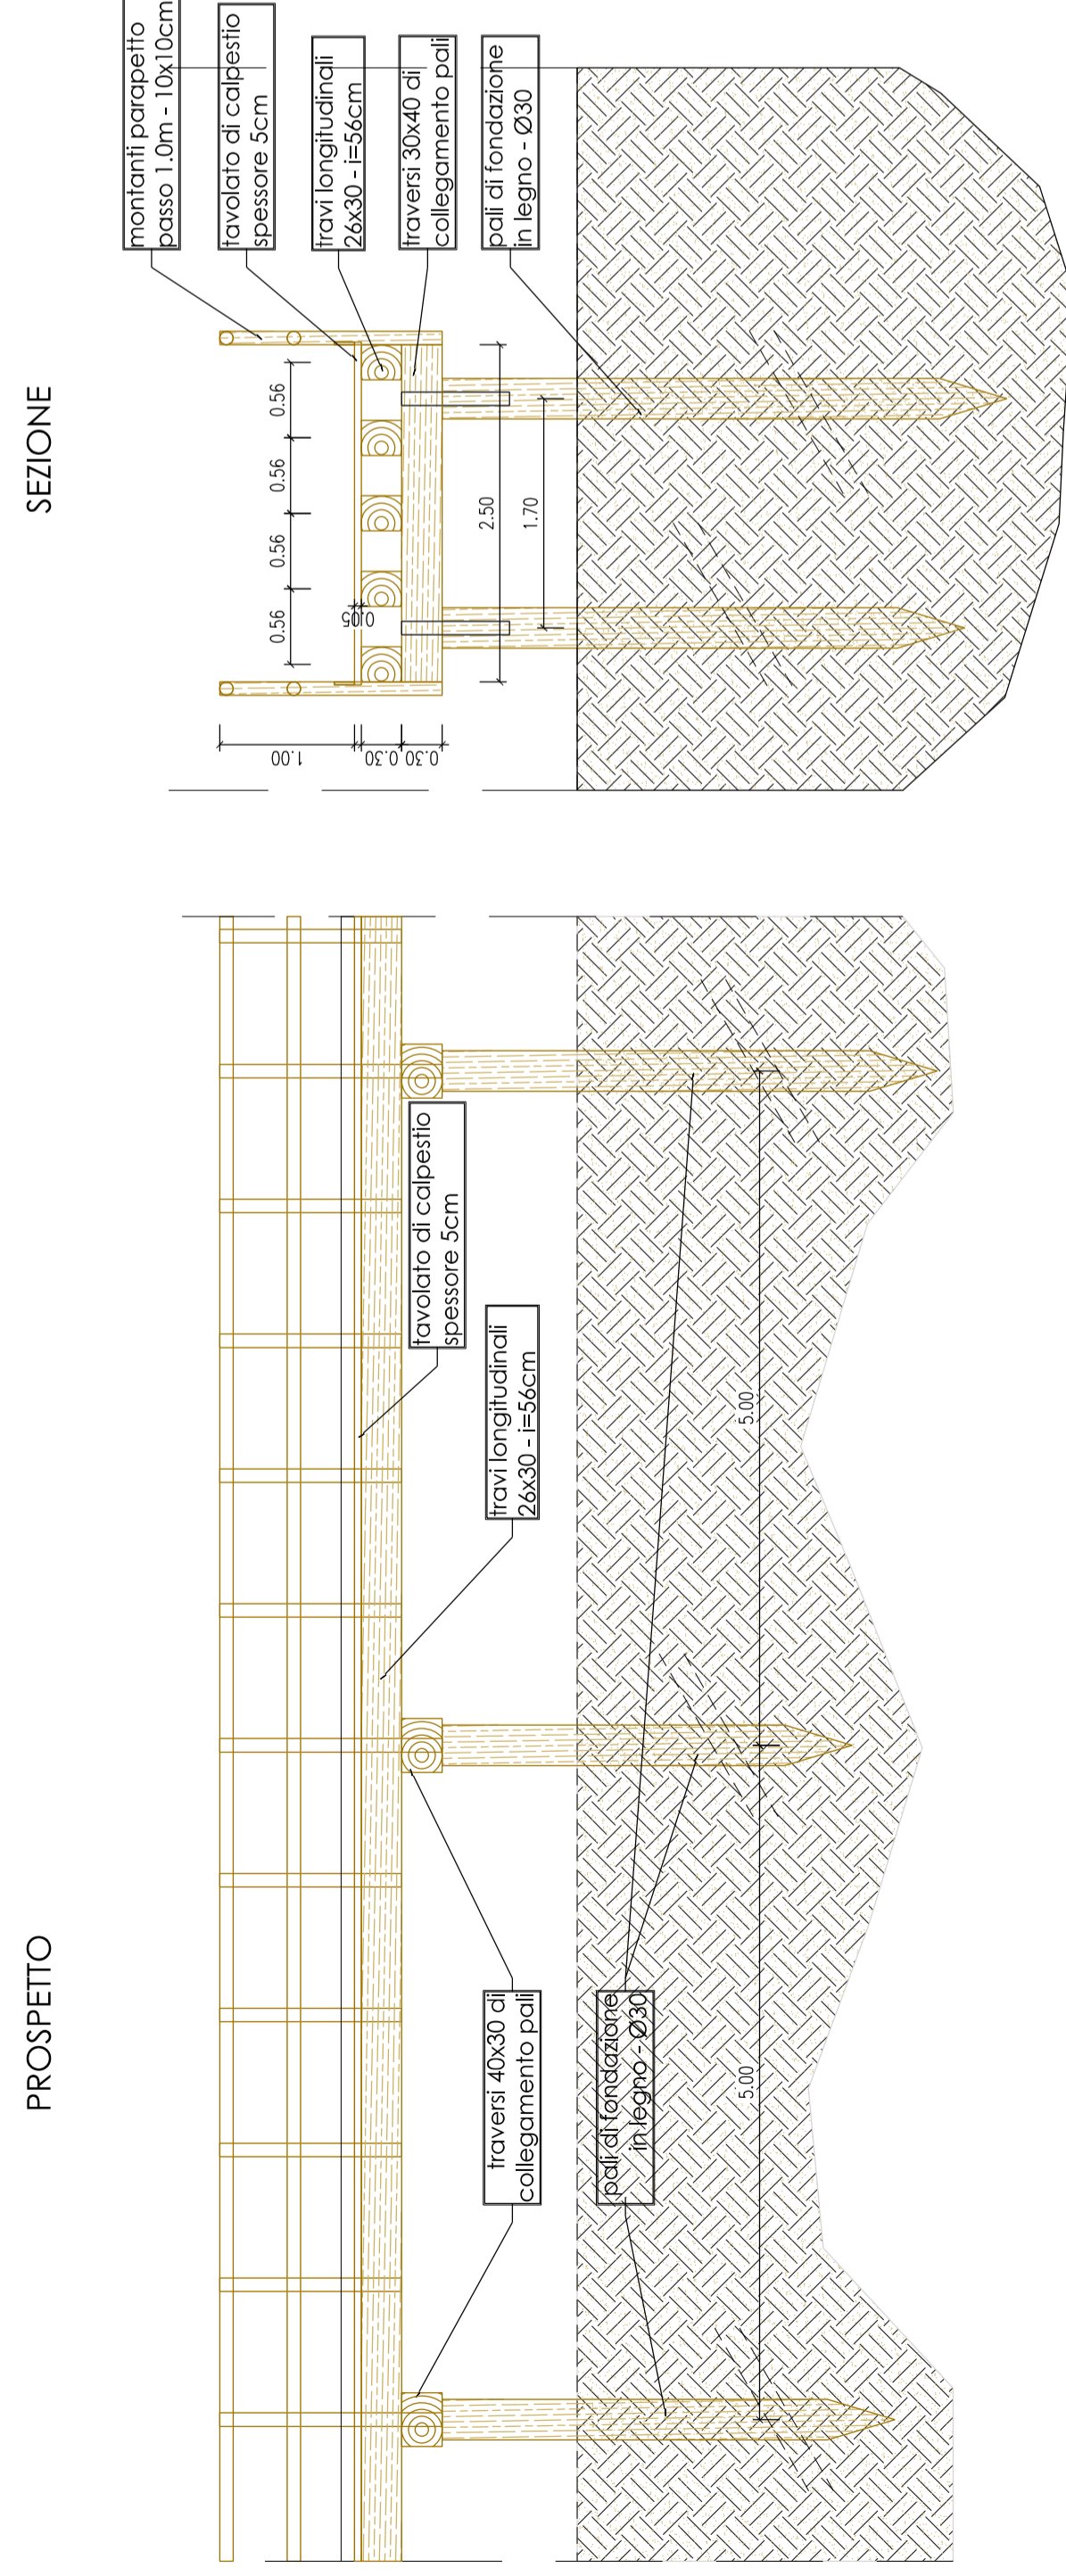 PROSPETTO
tavolato di calpestio
spessore 5cm
travi longitudinali
26x30 - i=56cm
traversi 40x30 di
collegamento pali
pali di fondazione
in legno - Ø30
5.00
5.00
SEZIONE
montanti parapetto
passo 1.0m - 10x10cm
tavolato di calpestio
spessore 5cm
travi longitudinali
26x30 - i=56cm
traversi 30x40 di
collegamento pali
pali di fondazione
in legno - Ø30
0.56
0.56
0.56
0.56
0.05
1.00
0.30
0.30
2.50
1.70